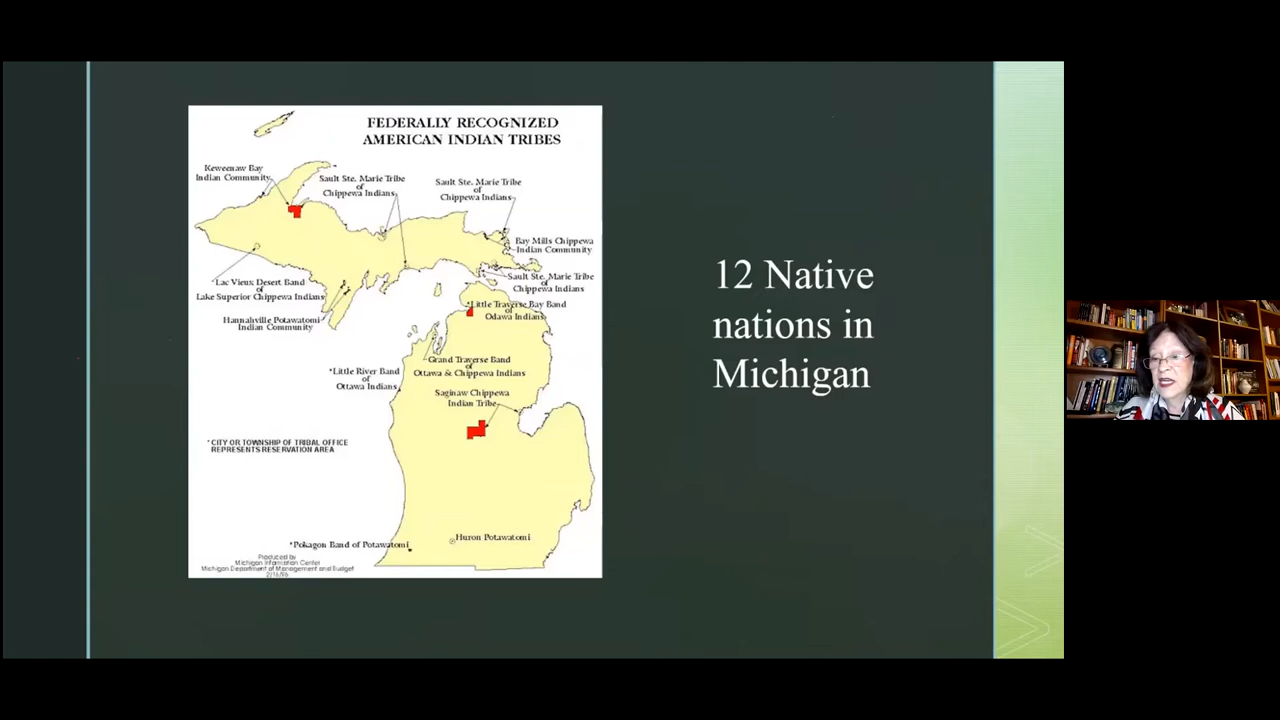 FEDERALLY RECOGNIZED
AMERICAN INDIAN TRIBES
Keweenaw Bay
Indian Community
Sault Ste. Marie Tribe
of
Chippewa Indians
Sault Ste. Marie Tribe
of
Chippewa Indians
Bay Mills Chippewa
Indian Community
Sault Ste. Marie Tribe
of
Chippewa Indians
*Lac Vieux Desert Band
of
Lake Superior Chippewa Indians
Hannahville Potawatomi
Indian Community
*Little Traverse Bay Band
of
Odawa Indians
Grand Traverse Band
of
Ottawa & Chippewa Indians
*Little River Band
of
Ottawa Indians
Saginaw Chippewa
Indian Tribe
* CITY OR TOWNSHIP OF TRIBAL OFFICE
REPRESENTS RESERVATION AREA
*Pokagon Band of Potawatomi
Huron Potawatomi
Produced by
Michigan Information Center
Michigan Department of Management and Budget
2/16/96
12 Native
nations in
Michigan